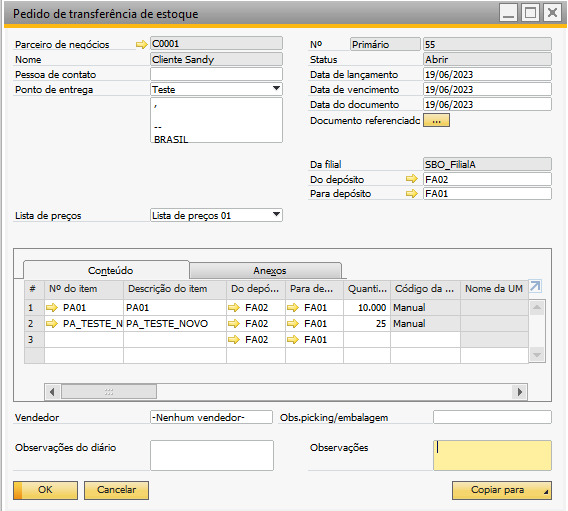 Pedido de transferência de estoque
Parceiro de negócios C0001 Nº Primário 55
Nome Cliente Sandy Status Abrir
Pessoa de contato Data de lançamento 19/06/2023
Ponto de entrega Teste Data de vencimento 19/06/2023
, Data do documento 19/06/2023
-- Documento referenciado ...
BRASIL
Da filial SBO_FilialA
Do depósito FA02
Para depósito FA01
Lista de preços Lista de preços 01
Conteúdo Anexos
# Nº do item Descrição do item Do depó... Para de... Quanti... Código da ... Nome da UM
1 PA01 PA01 FA02 FA01 10.000 Manual
2 PA_TESTE_N PA_TESTE_NOVO FA02 FA01 25 Manual
3 FA02 FA01
Vendedor -Nenhum vendedor- Obs.picking/embalagem
Observações do diário Observações
OK Cancelar Copiar para